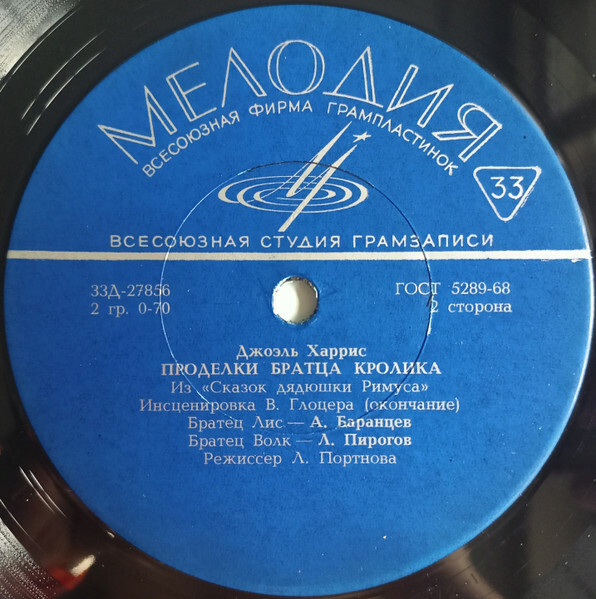 МЕЛОДИЯ
ВСЕСОЮЗНАЯ ФИРМА ГРАМПЛАСТИНОК
33
ВСЕСОЮЗНАЯ СТУДИЯ ГРАМЗАПИСИ
33Д-27856 ГОСТ 5289-68
2 гр. 0-70 2 сторона
Джоэль Харрис
ПРОДЕЛКИ БРАТЦА КРОЛИКА
Из «Сказок дядюшки Римуса»
Инсценировка В. Глоцера (окончание)
Братец Лис — А. Баранцев
Братец Волк — Л. Пирогов
Режиссер Л. Портнова